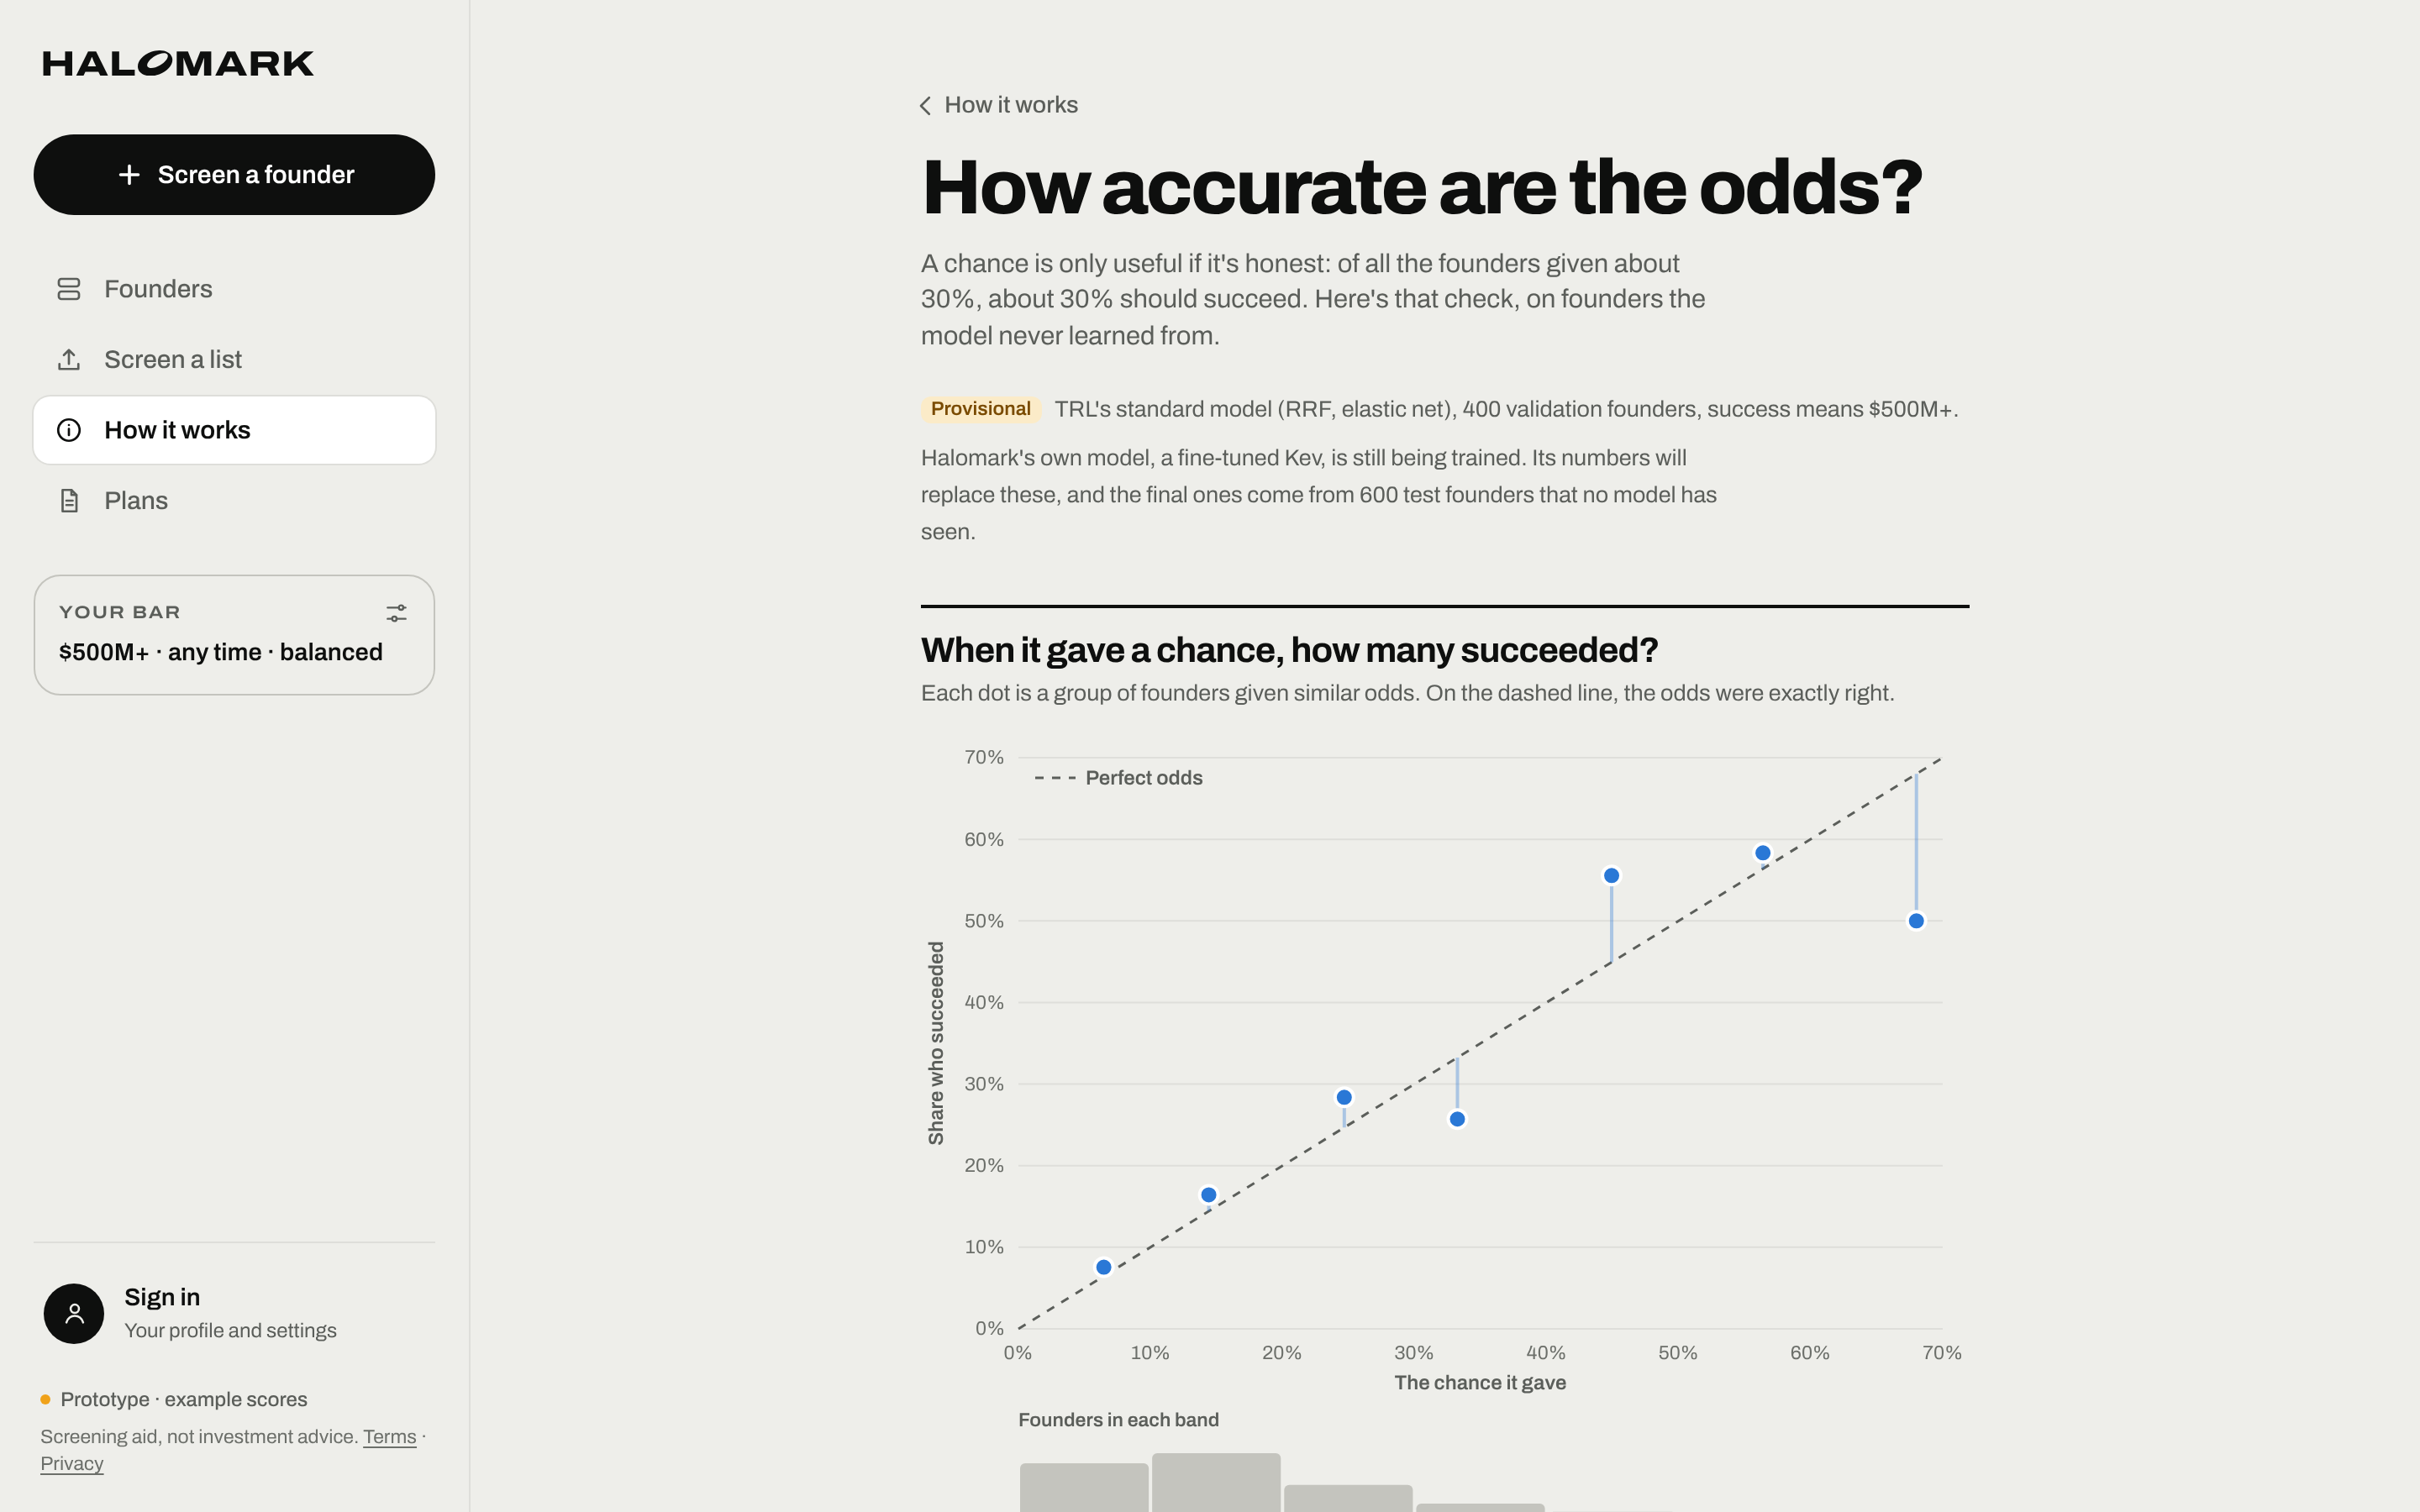 HALOMARK
Screen a founder
Founders
Screen a list
How it works
Plans
YOUR BAR
$500M+ · any time · balanced
Sign in
Your profile and settings
Prototype · example scores
Screening aid, not investment advice. Terms ·
Privacy
How it works
How accurate are the odds?
A chance is only useful if it's honest: of all the founders given about
30%, about 30% should succeed. Here's that check, on founders the
model never learned from.
Provisional TRL's standard model (RRF, elastic net), 400 validation founders, success means $500M+.
Halomark's own model, a fine-tuned Kev, is still being trained. Its numbers will
replace these, and the final ones come from 600 test founders that no model has
seen.
When it gave a chance, how many succeeded?
Each dot is a group of founders given similar odds. On the dashed line, the odds were exactly right.
70%
Perfect odds
60%
50%
40%
30%
20%
10%
0%
Share who succeeded
0% 10% 20% 30% 40% 50% 60% 70%
The chance it gave
Founders in each band